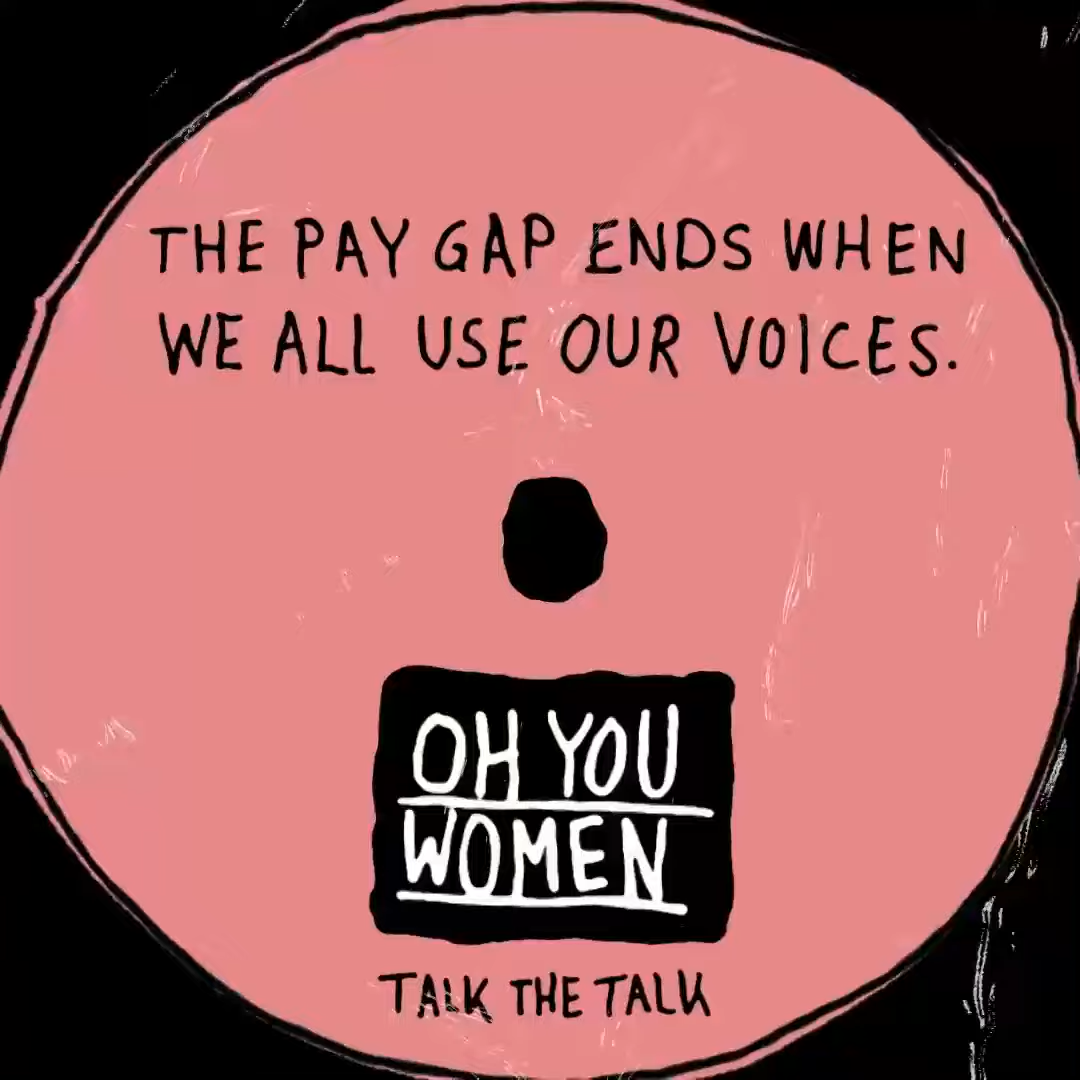 THE PAY GAP ENDS WHEN
WE ALL USE OUR VOICES.
OH YOU
WOMEN
TALK THE TALK